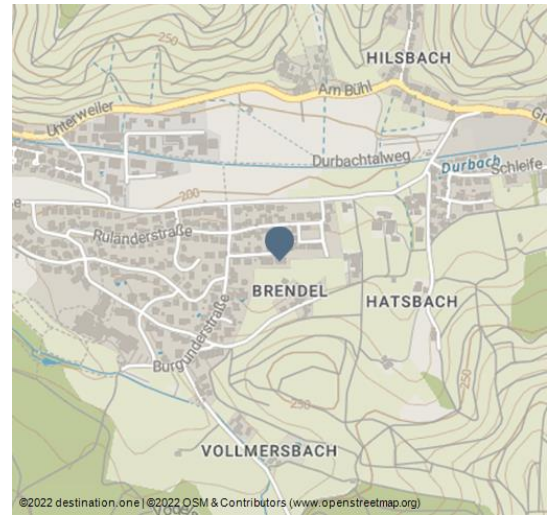 250
HILSBACH
Am Bühl
Unterweiler
Durbachtalweg
Durbach
Schleife
200
Ruländerstraße
BRENDEL
HATSBACH
Burgunderstraße
250
VOLLMERSBACH
©2022 destination.one | ©2022 OSM & Contributors (www.openstreetmap.org)